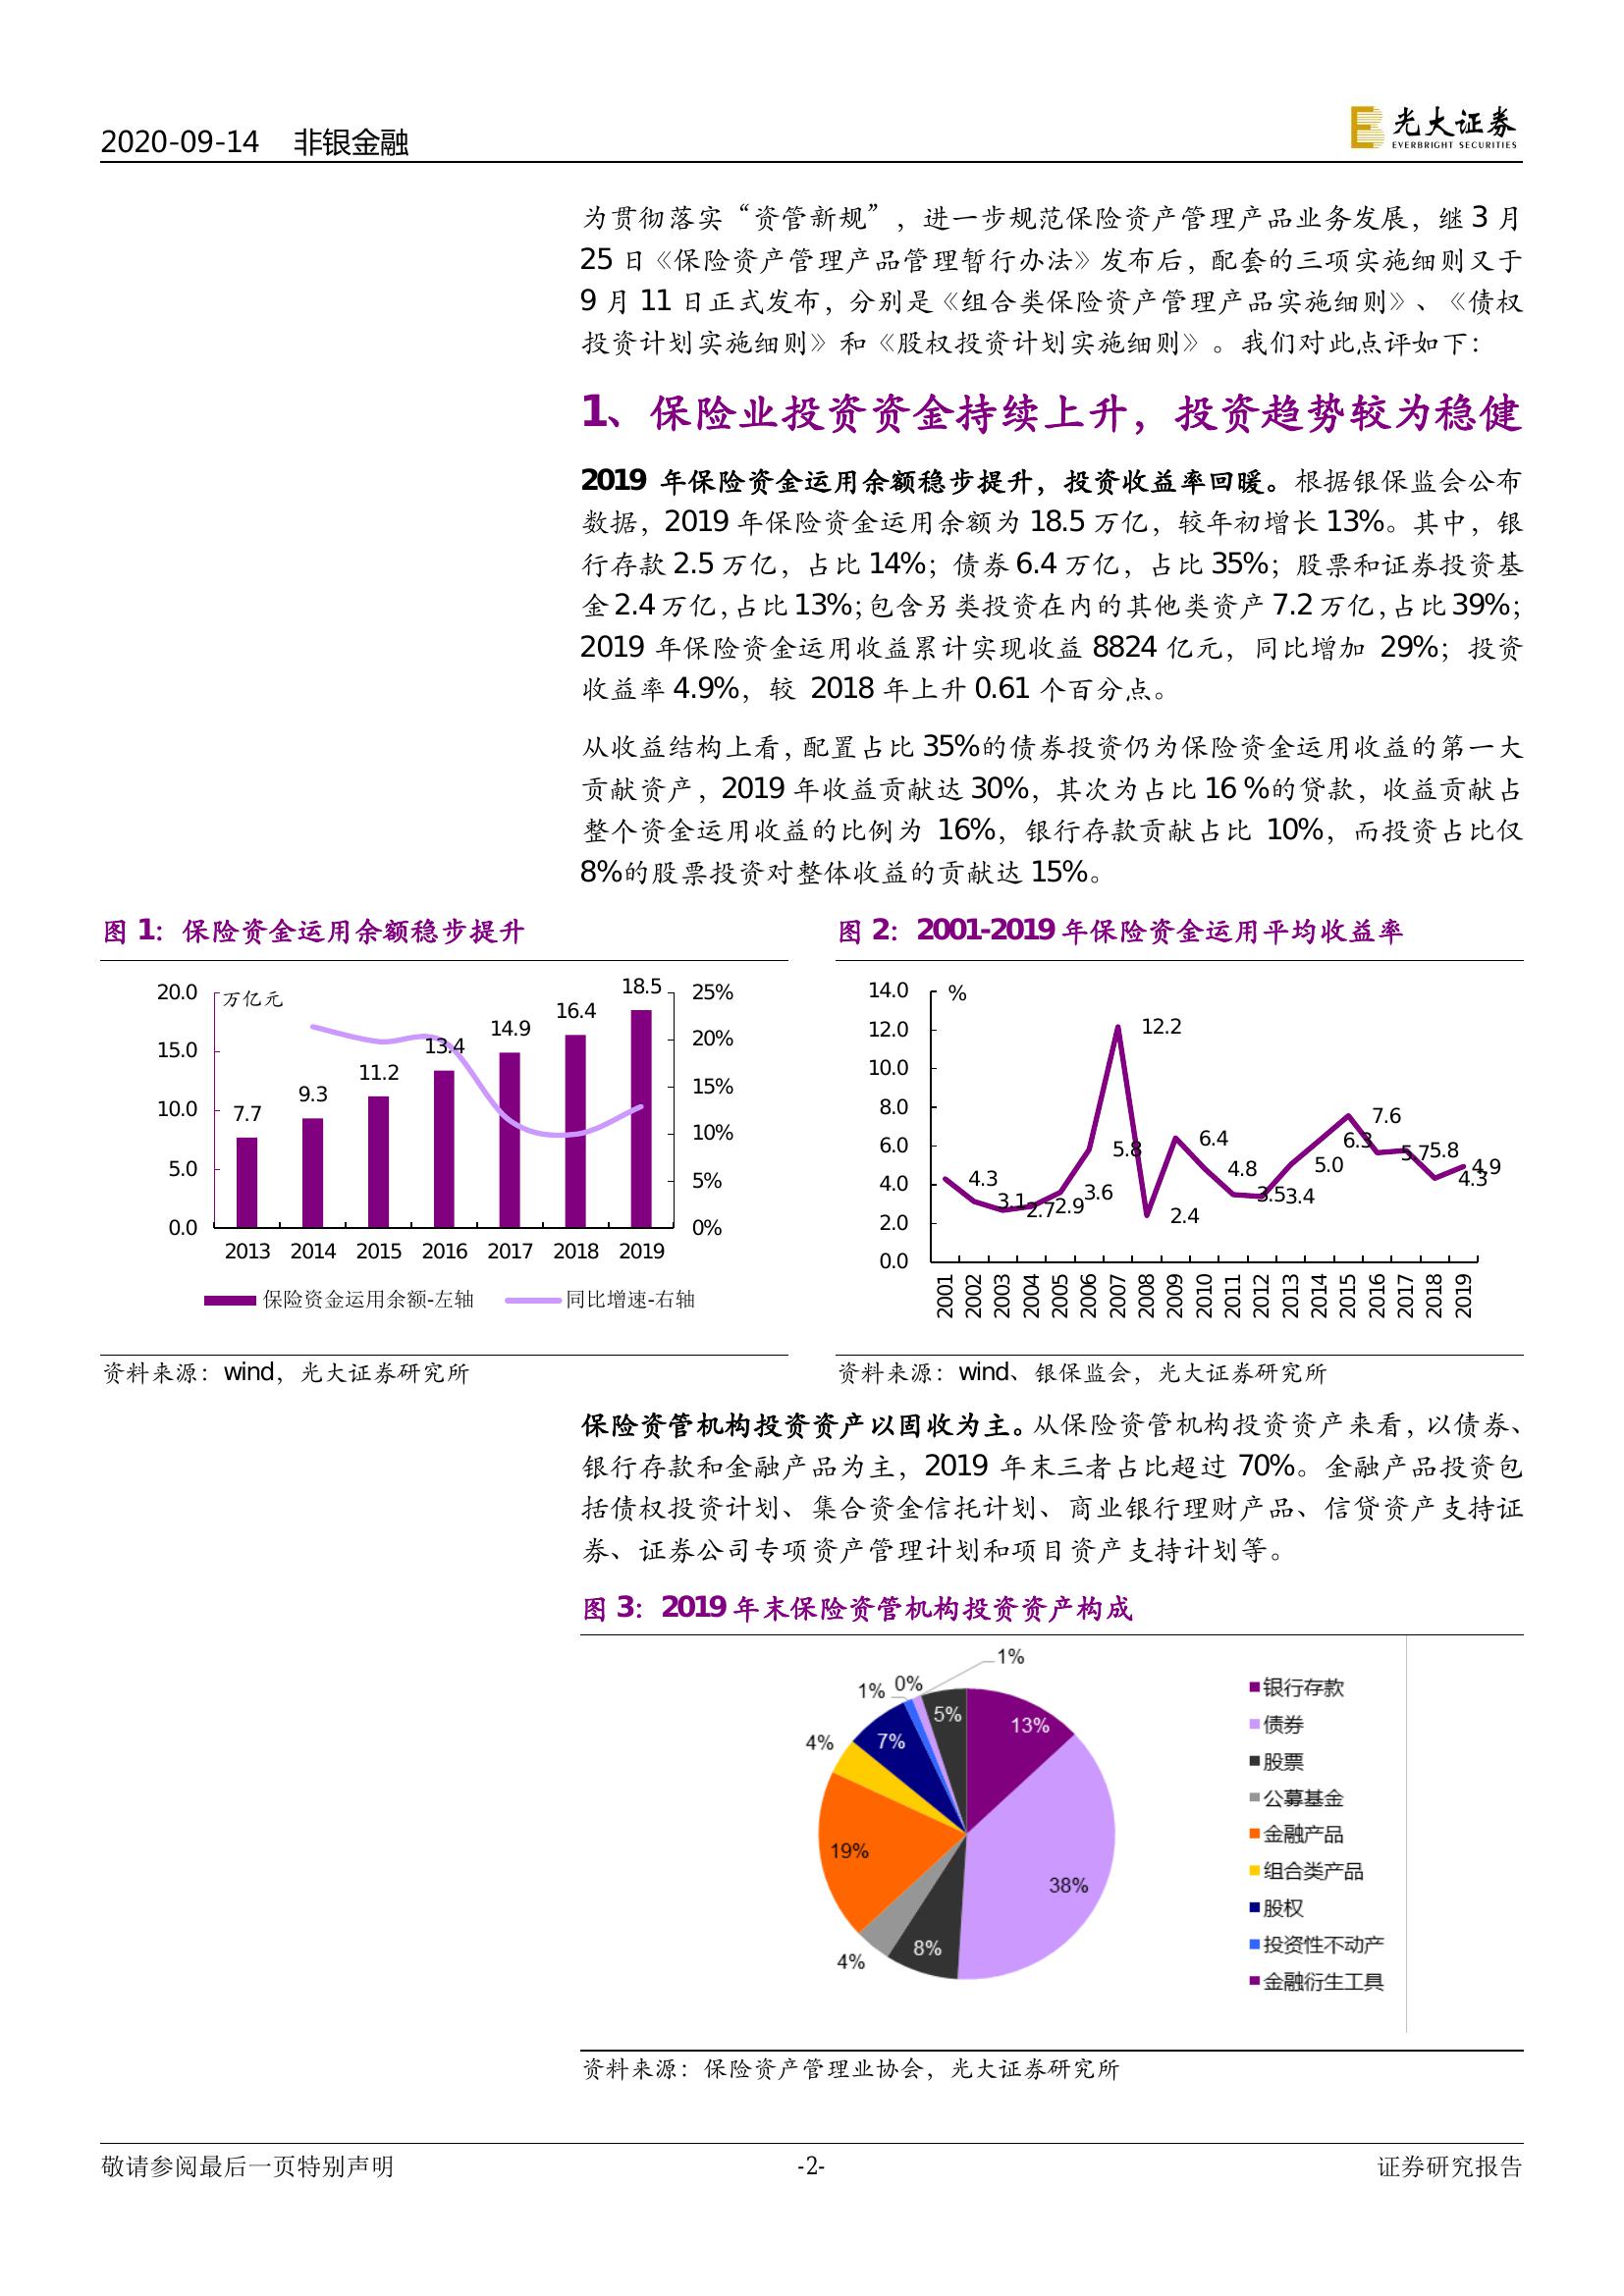 2020-09-14 非银金融
光大证券
EVERBRIGHT SECURITIES
为贯彻落实“资管新规”，进一步规范保险资产管理产品业务发展，继 3 月
25 日《保险资产管理产品管理暂行办法》发布后，配套的三项实施细则又于
9 月 11 日正式发布，分别是《组合类保险资产管理产品实施细则》、《债权
投资计划实施细则》和《股权投资计划实施细则》。我们对此点评如下：
1、保险业投资资金持续上升，投资趋势较为稳健
2019 年保险资金运用余额稳步提升，投资收益率回暖。根据银保监会公布
数据，2019 年保险资金运用余额为 18.5 万亿，较年初增长 13%。其中，银
行存款 2.5 万亿，占比 14%；债券 6.4 万亿，占比 35%；股票和证券投资基
金 2.4 万亿，占比 13%；包含另类投资在内的其他类资产 7.2 万亿，占比 39%；
2019 年保险资金运用收益累计实现收益 8824 亿元，同比增加 29%；投资
收益率 4.9%，较 2018 年上升 0.61 个百分点。
从收益结构上看，配置占比 35%的债券投资仍为保险资金运用收益的第一大
贡献资产，2019 年收益贡献达 30%，其次为占比 16 %的贷款，收益贡献占
整个资金运用收益的比例为 16%，银行存款贡献占比 10%，而投资占比仅
8%的股票投资对整体收益的贡献达 15%。
图 1：保险资金运用余额稳步提升
万亿元
20.0
15.0
10.0
5.0
0.0
7.7
9.3
11.2
13.4
14.9
16.4
18.5
25%
20%
15%
10%
5%
0%
2013 2014 2015 2016 2017 2018 2019
保险资金运用余额-左轴 同比增速-右轴
资料来源：wind，光大证券研究所
图 2：2001-2019 年保险资金运用平均收益率
%
14.0
12.0
10.0
8.0
6.0
4.0
2.0
0.0
4.3
3.1
2.7
2.9
3.6
5.8
12.2
2.4
6.4
4.8
3.5
3.4
5.0
6.3
7.6
5.7
5.8
4.3
4.9
2001 2002 2003 2004 2005 2006 2007 2008 2009 2010 2011 2012 2013 2014 2015 2016 2017 2018 2019
资料来源：wind、银保监会，光大证券研究所
保险资管机构投资资产以固收为主。从保险资管机构投资资产来看，以债券、
银行存款和金融产品为主，2019 年末三者占比超过 70%。金融产品投资包
括债权投资计划、集合资金信托计划、商业银行理财产品、信贷资产支持证
券、证券公司专项资产管理计划和项目资产支持计划等。
图 3：2019 年末保险资管机构投资资产构成
13%
38%
8%
4%
19%
4%
7%
1%
0%
1%
5%
银行存款
债券
股票
公募基金
金融产品
组合类产品
股权
投资性不动产
金融衍生工具
资料来源：保险资产管理业协会，光大证券研究所
敬请参阅最后一页特别声明 -2- 证券研究报告